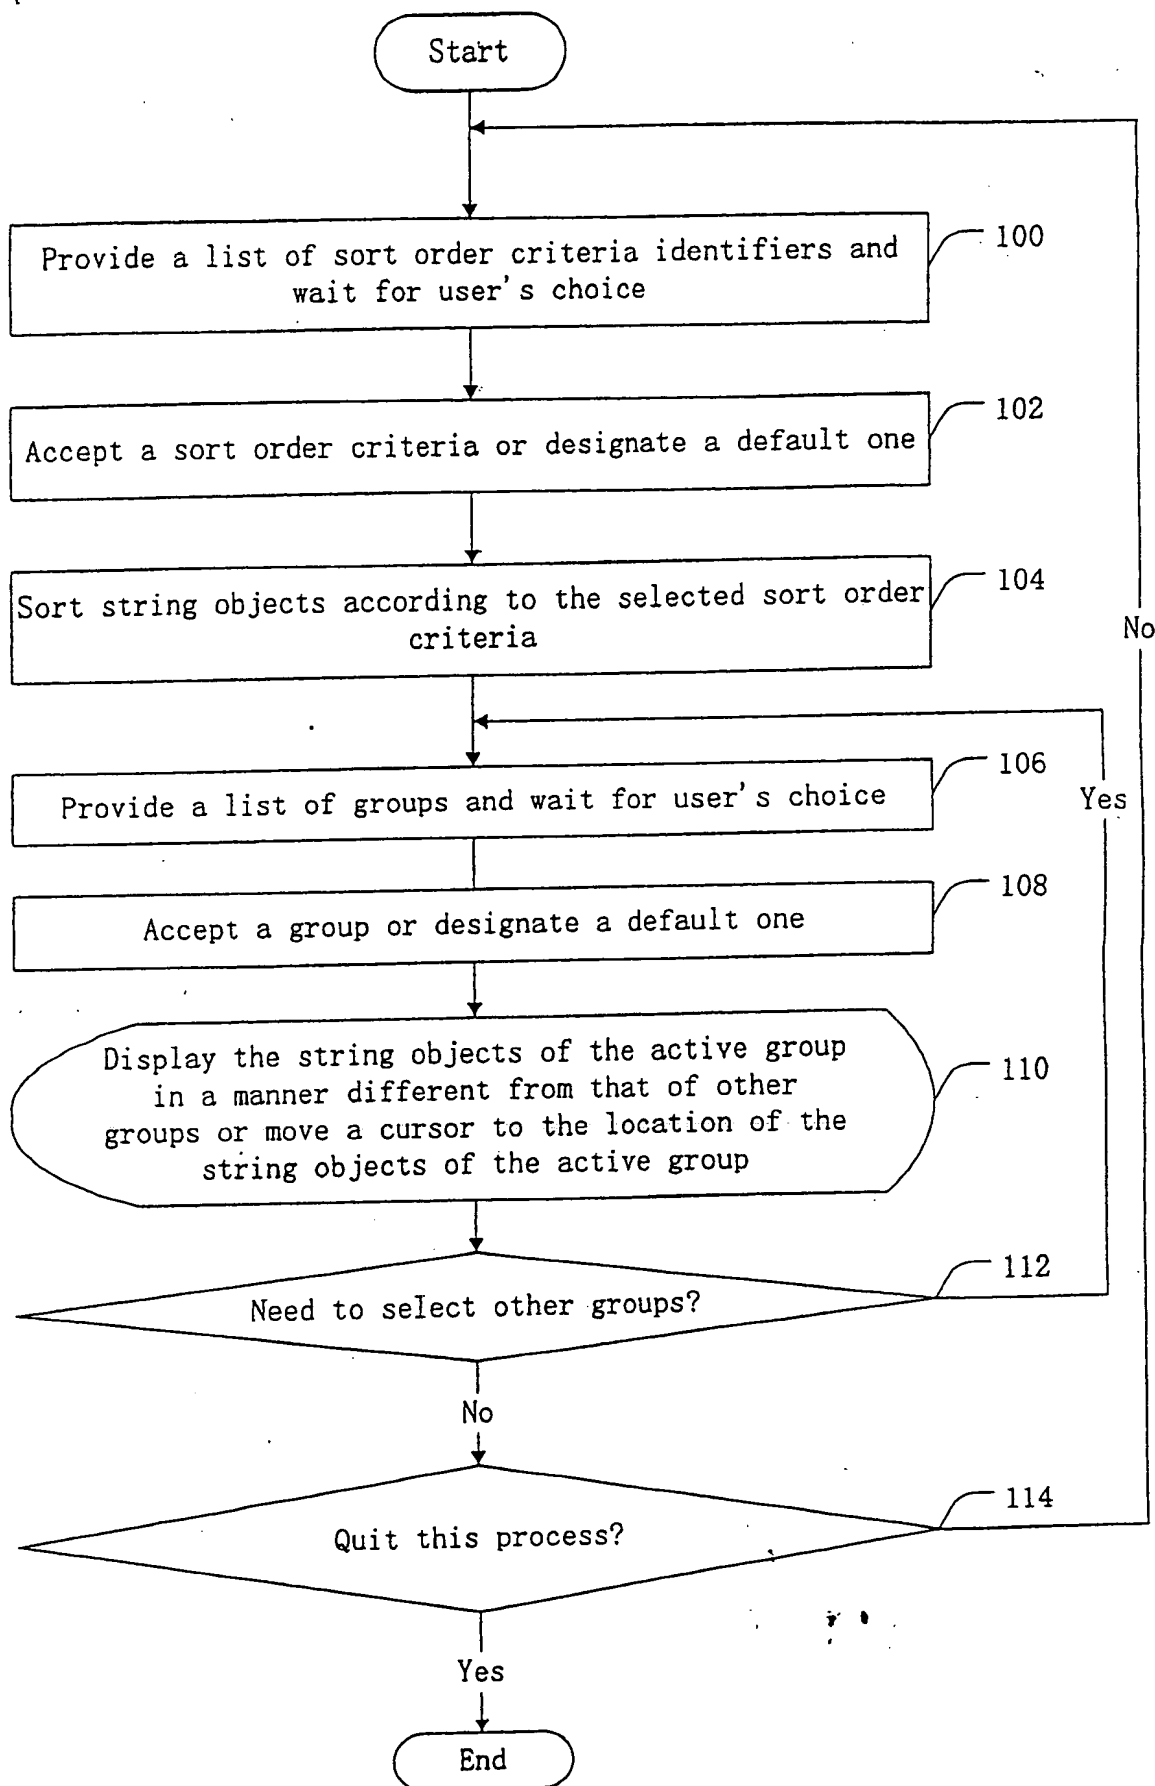 Start
Provide a list of sort order criteria identifiers and
wait for user's choice
100
Accept a sort order criteria or designate a default one
102
Sort string objects according to the selected sort order
criteria
104
No
Provide a list of groups and wait for user's choice
106
Yes
Accept a group or designate a default one
108
Display the string objects of the active group
in a manner different from that of other
groups or move a cursor to the location of the
string objects of the active group
110
Need to select other groups?
112
No
Quit this process?
114
Yes
End